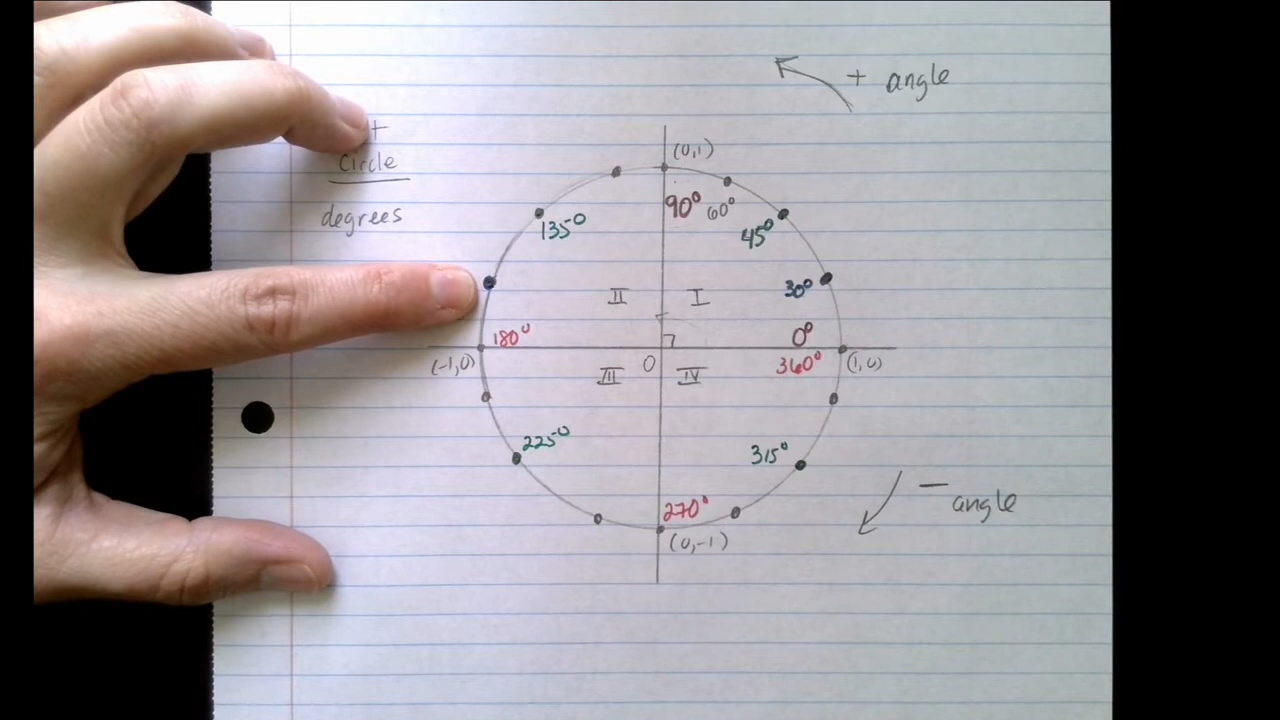 + angle
(0,1)
Circle
degrees
90° 60°
135° 45°
II I 30°
180° 0°
(-1,0) O 360° (1,0)
III IV
225° 315°
270° - angle
(0,-1)